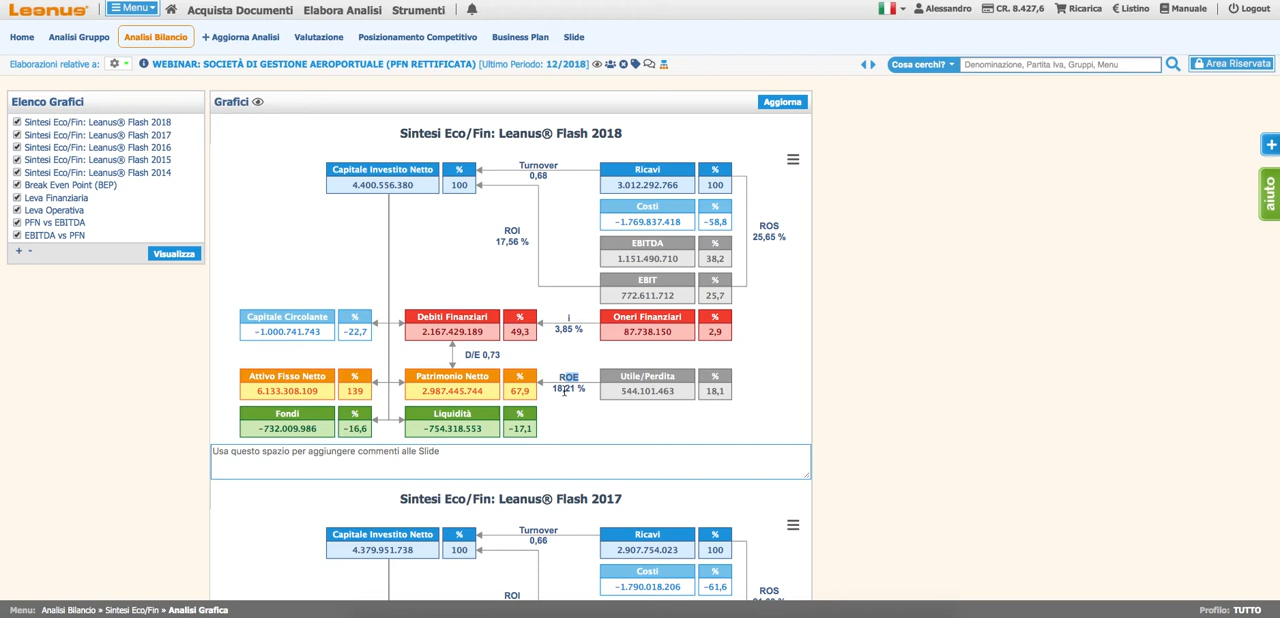 Leanus®
Menu
Acquista Documenti
Elabora Analisi
Strumenti
Alessandro
CR. 8.427,6
Ricarica
€ Listino
Manuale
Logout
Home
Analisi Gruppo
Analisi Bilancio
+ Aggiorna Analisi
Valutazione
Posizionamento Competitivo
Business Plan
Slide
Elaborazioni relative a:
WEBINAR: SOCIETÀ DI GESTIONE AEROPORTUALE (PFN RETTIFICATA) [Ultimo Periodo: 12/2018]
Cosa cerchi?
Denominazione, Partita Iva, Gruppi, Menu
Area Riservata
Elenco Grafici
Sintesi Eco/Fin: Leanus® Flash 2018
Sintesi Eco/Fin: Leanus® Flash 2017
Sintesi Eco/Fin: Leanus® Flash 2016
Sintesi Eco/Fin: Leanus® Flash 2015
Sintesi Eco/Fin: Leanus® Flash 2014
Break Even Point (BEP)
Leva Finanziaria
Leva Operativa
PFN vs EBITDA
EBITDA vs PFN
+ -
Visualizza
Grafici
Aggiorna
Sintesi Eco/Fin: Leanus® Flash 2018
Capitale Investito Netto %
4.400.556.380 100
Turnover
0,68
Ricavi %
3.012.292.766 100
Costi %
-1.769.837.418 -58,8
ROI
17,56 %
ROS
25,65 %
EBITDA %
1.151.490.710 38,2
EBIT %
772.611.712 25,7
Capitale Circolante %
-1.000.741.743 -22,7
Debiti Finanziari %
2.167.429.189 49,3
i
3,85 %
Oneri Finanziari %
87.738.150 2,9
D/E 0,73
Attivo Fisso Netto %
6.133.308.109 139
Patrimonio Netto %
2.987.445.744 67,9
ROE
18,21 %
Utile/Perdita %
544.101.463 18,1
Fondi %
-732.009.986 -16,6
Liquidità %
-754.318.553 -17,1
Usa questo spazio per aggiungere commenti alle Slide
Sintesi Eco/Fin: Leanus® Flash 2017
Capitale Investito Netto %
4.379.951.738 100
Turnover
0,66
Ricavi %
2.907.754.023 100
Costi %
-1.790.018.206 -61,6
ROI
ROS
aiuto
Menu: Analisi Bilancio » Sintesi Eco/Fin » Analisi Grafica
Profilo: TUTTO